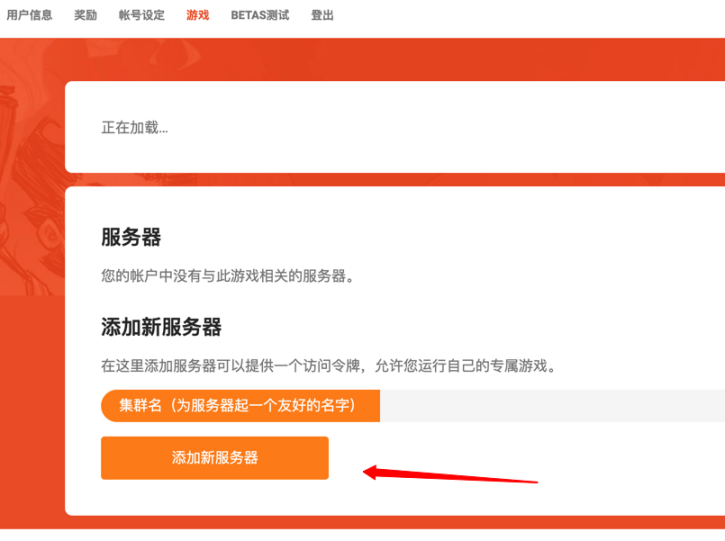 用户信息 奖励 帐号设定 游戏 BETAS测试 登出
正在加载...
服务器
您的帐户中没有与此游戏相关的服务器。
添加新服务器
在这里添加服务器可以提供一个访问令牌，允许您运行自己的专属游戏。
集群名（为服务器起一个友好的名字）
添加新服务器